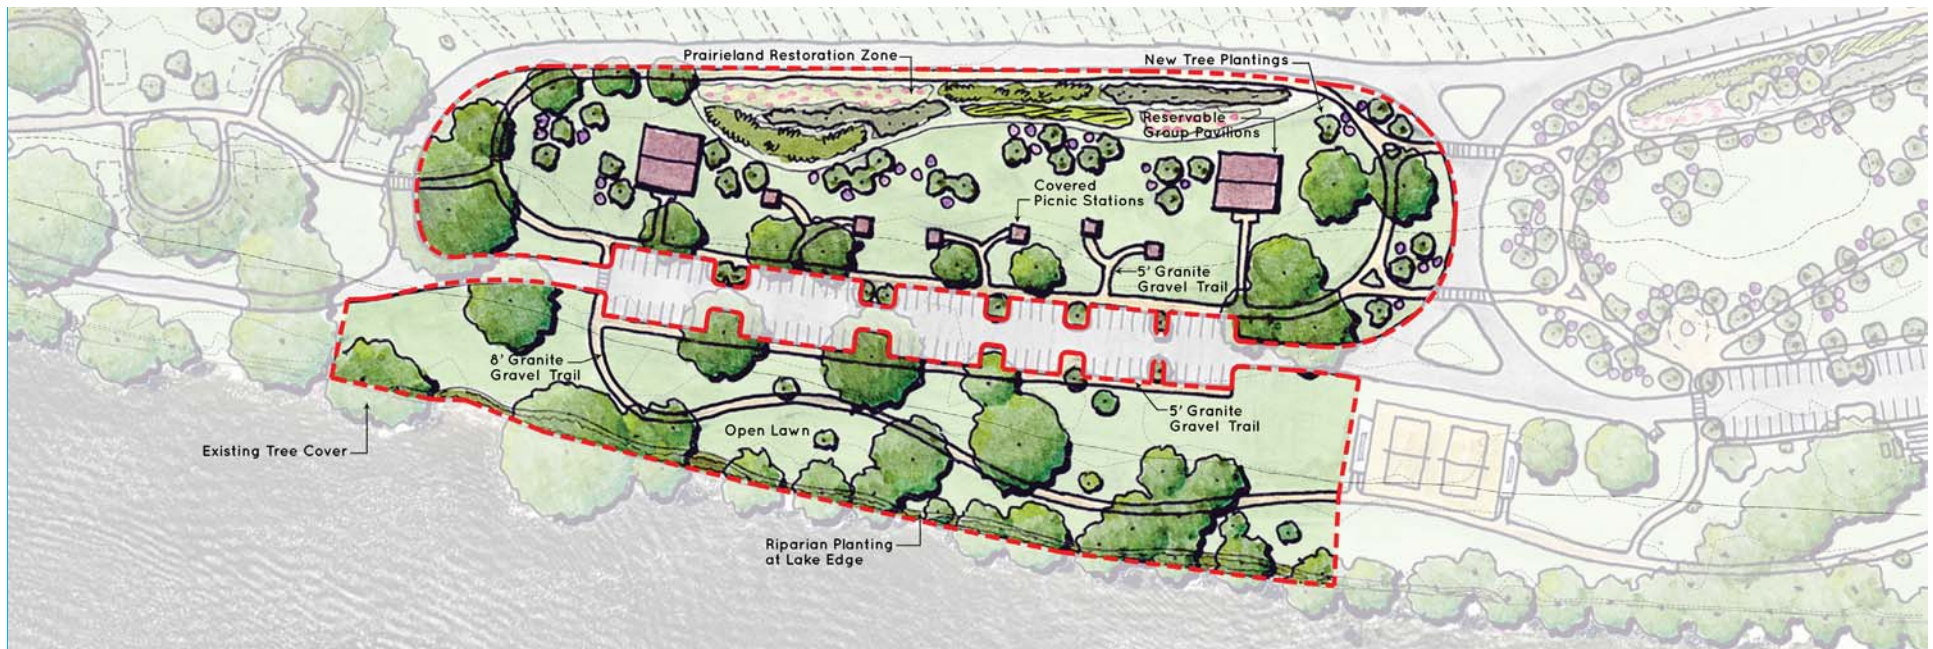 Prairieland Restoration Zone
New Tree Plantings
Reservable
Group Pavilions
Covered
Picnic Stations
5' Granite
Gravel Trail
8' Granite
Gravel Trail
5' Granite
Gravel Trail
Open Lawn
Existing Tree Cover
Riparian Planting
at Lake Edge